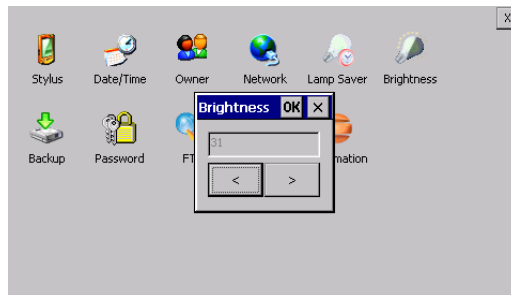 X
Stylus
Date/Time
Owner
Network
Lamp Saver
Brightness
Brightness OK ×
31
< >
Backup
Password
FT
mation